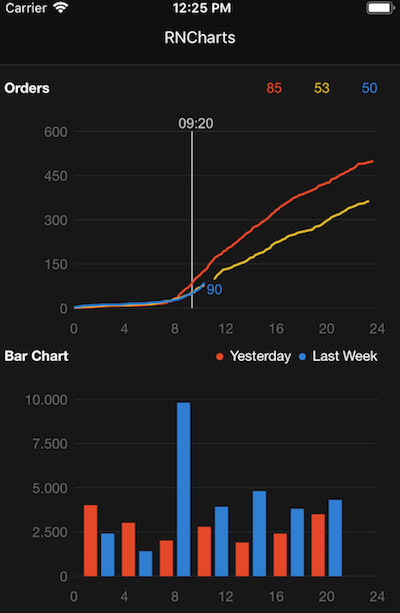 Carrier 12:25 PM
RNCharts
Orders 85 53 50
09:20
600
450
300
150
90
0
0 4 8 12 16 20 24
Bar Chart Yesterday Last Week
10.000
7.500
5.000
2.500
0
0 4 8 12 16 20 24